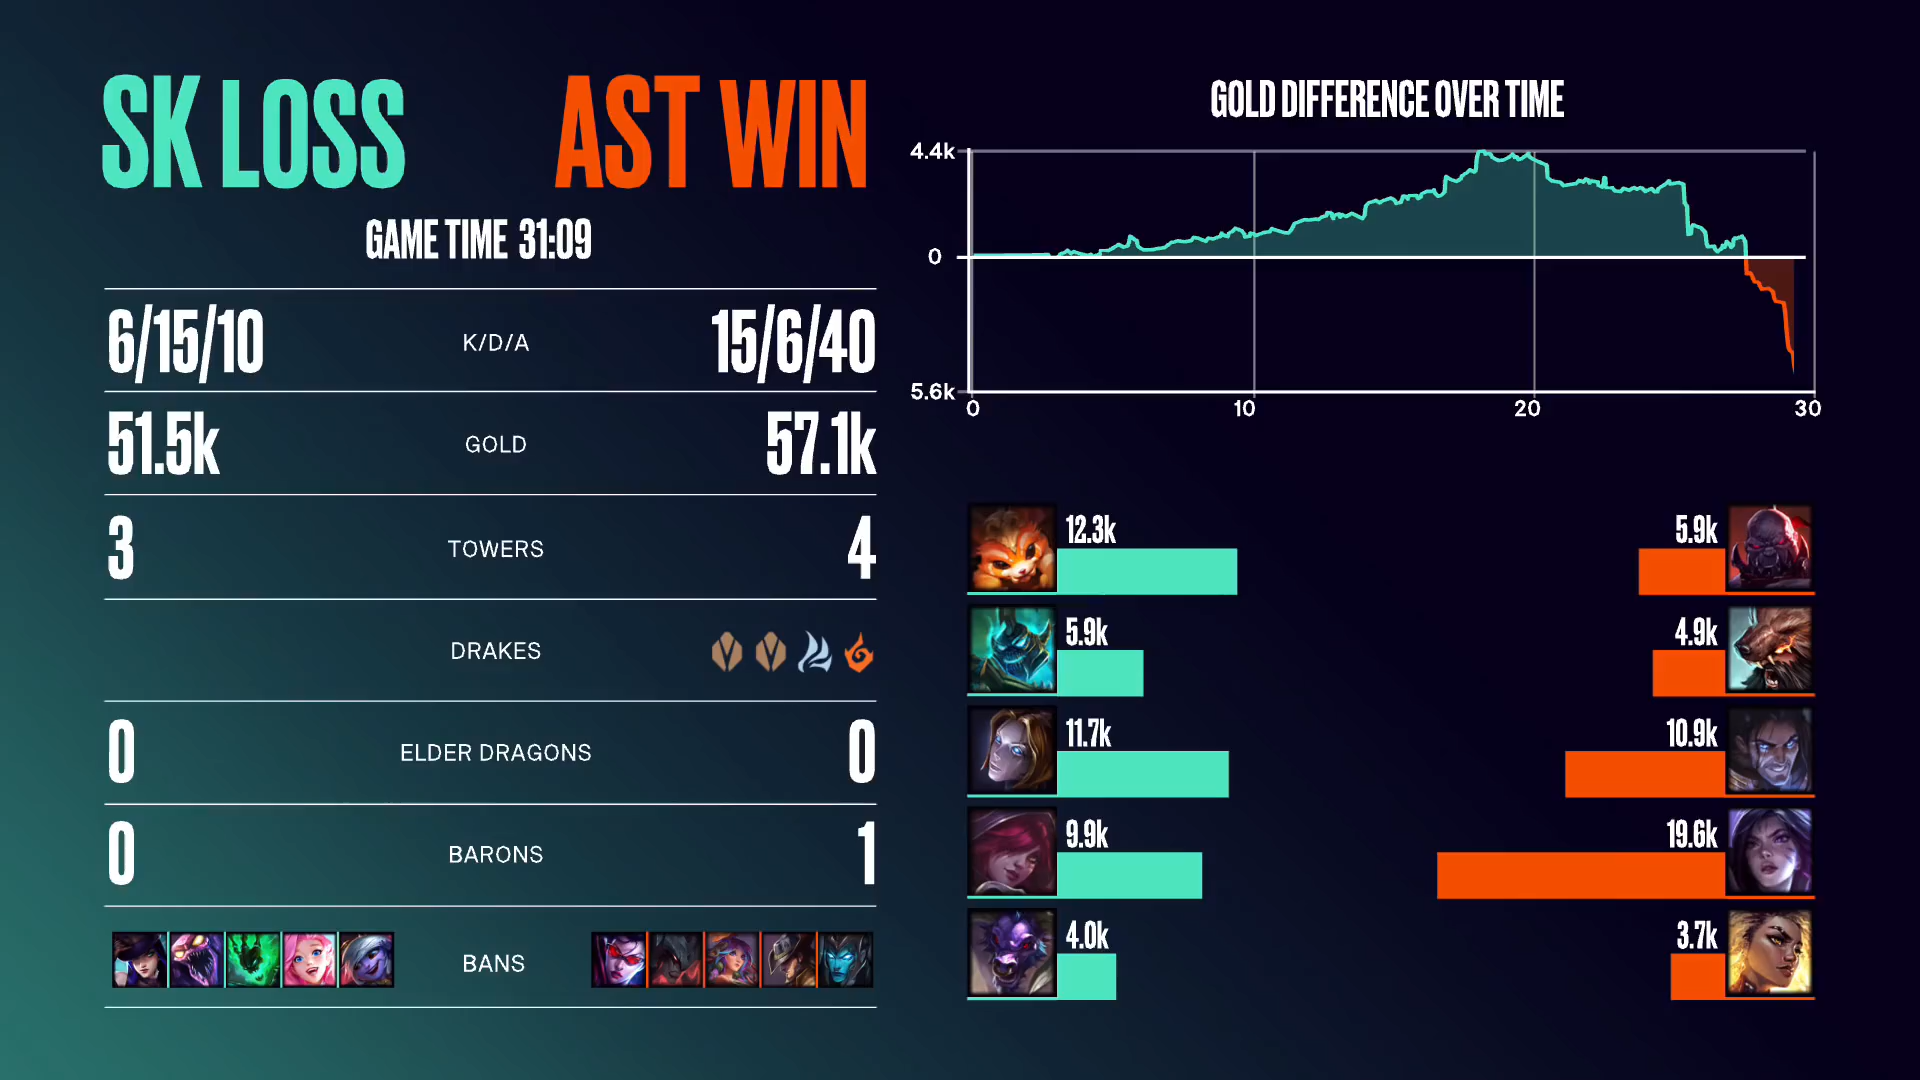 SK LOSS
AST WIN
GAME TIME 31:09
6/15/10 K/D/A 15/6/40
51.5k GOLD 57.1k
3 TOWERS 4
DRAKES
0 ELDER DRAGONS 0
0 BARONS 1
BANS
GOLD DIFFERENCE OVER TIME
4.4k
0
5.6k
0 10 20 30
12.3k 5.9k
5.9k 4.9k
11.7k 10.9k
9.9k 19.6k
4.0k 3.7k